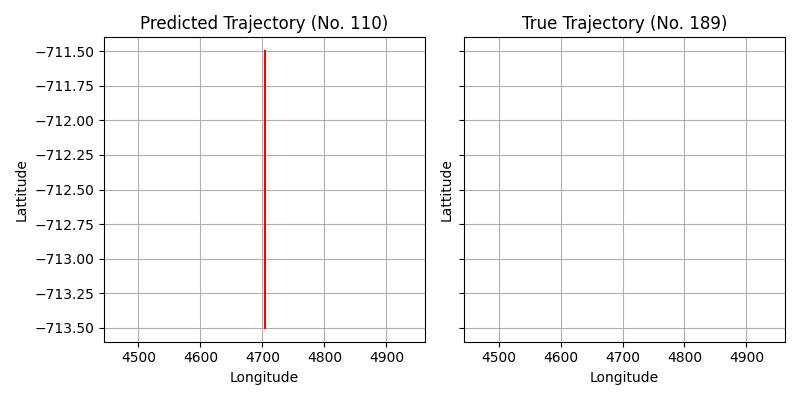 Predicted Trajectory (No. 110)
True Trajectory (No. 189)
Lattitude
−711.50
−711.75
−712.00
−712.25
−712.50
−712.75
−713.00
−713.25
−713.50
4500 4600 4700 4800 4900
Longitude
Lattitude
4500 4600 4700 4800 4900
Longitude